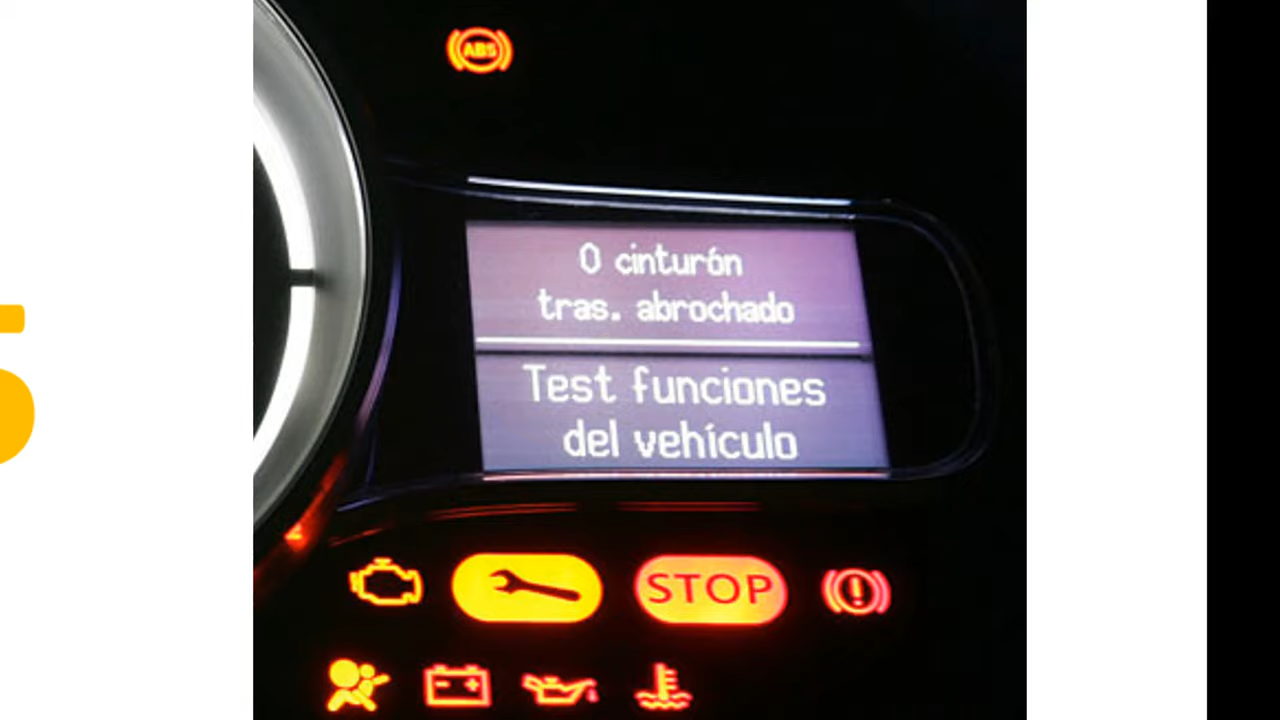 ABS
0 cinturón
tras. abrochado
Test funciones
del vehículo
STOP